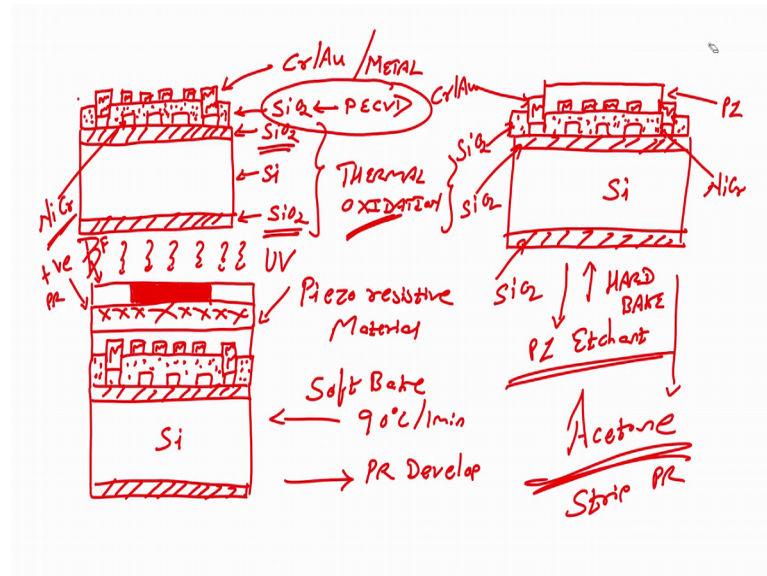 Cr/Au / METAL
SiO2 ← PECVD
SiO2
Si
SiO2
THERMAL
OXIDATION
NiCr
BF
UV
+ve
PR
Piezo resistive
Material
Si
Soft Bake
90°C/1min
PR Develop
Cr/Au
PZ
SiO2
SiO2
Si
NiCr
SiO2
HARD
BAKE
PZ Etchant
Acetone
Strip PR